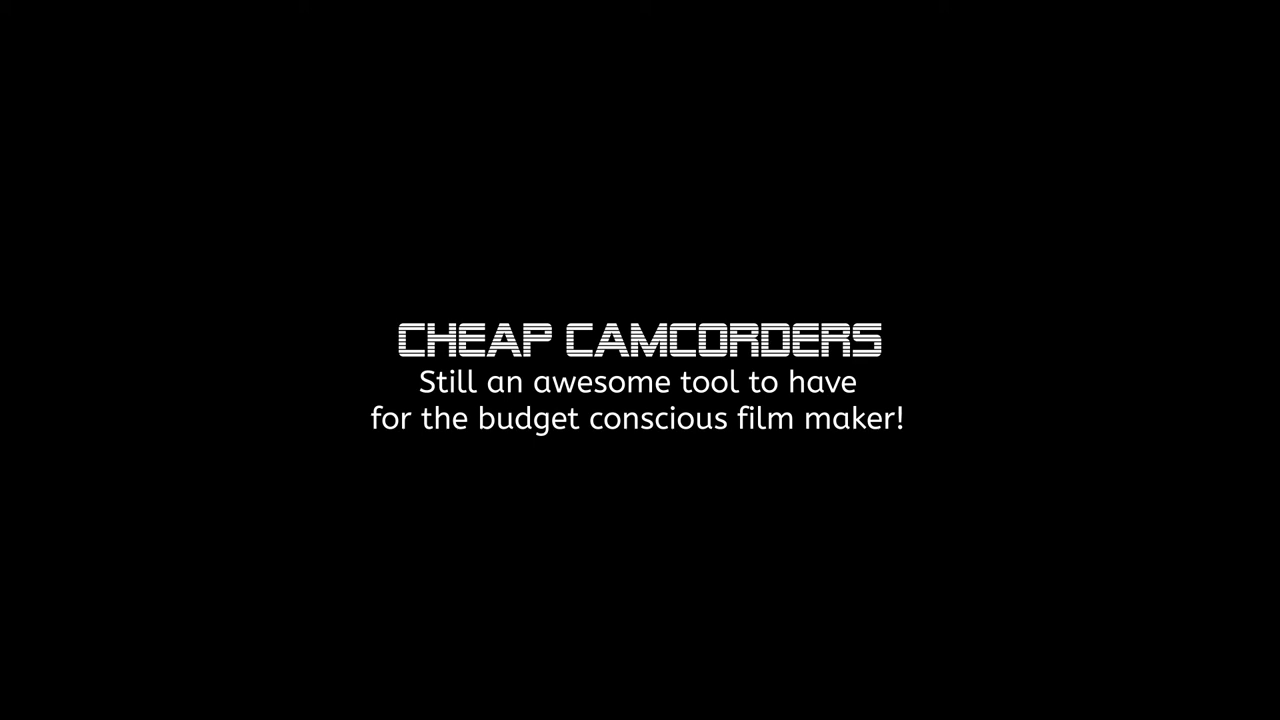 CHEAP CAMCORDERS
Still an awesome tool to have
for the budget conscious film maker!